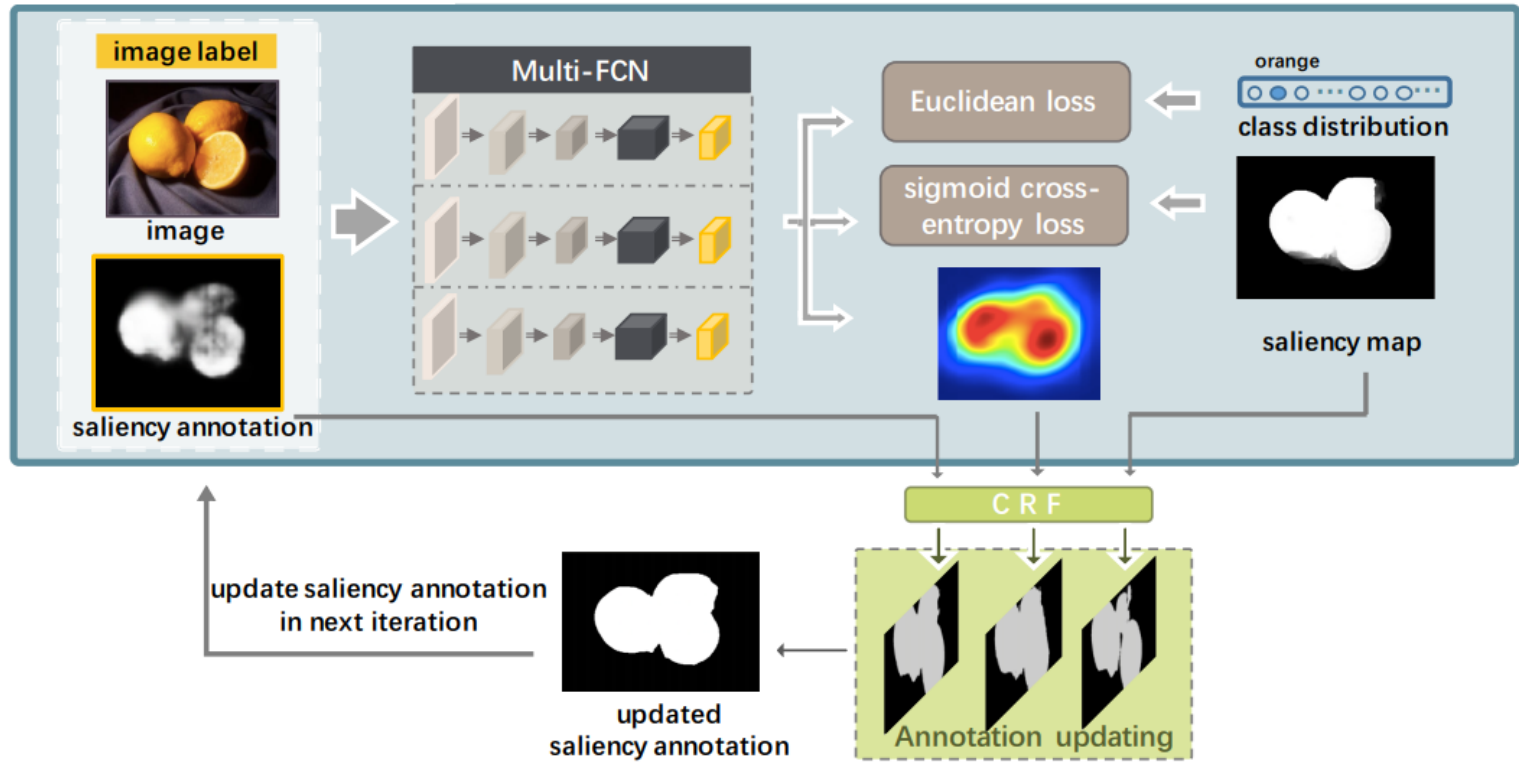 image label
image
saliency annotation
Multi-FCN
Euclidean loss
sigmoid cross-
entropy loss
orange
class distribution
saliency map
CRF
Annotation updating
updated
saliency annotation
update saliency annotation
in next iteration